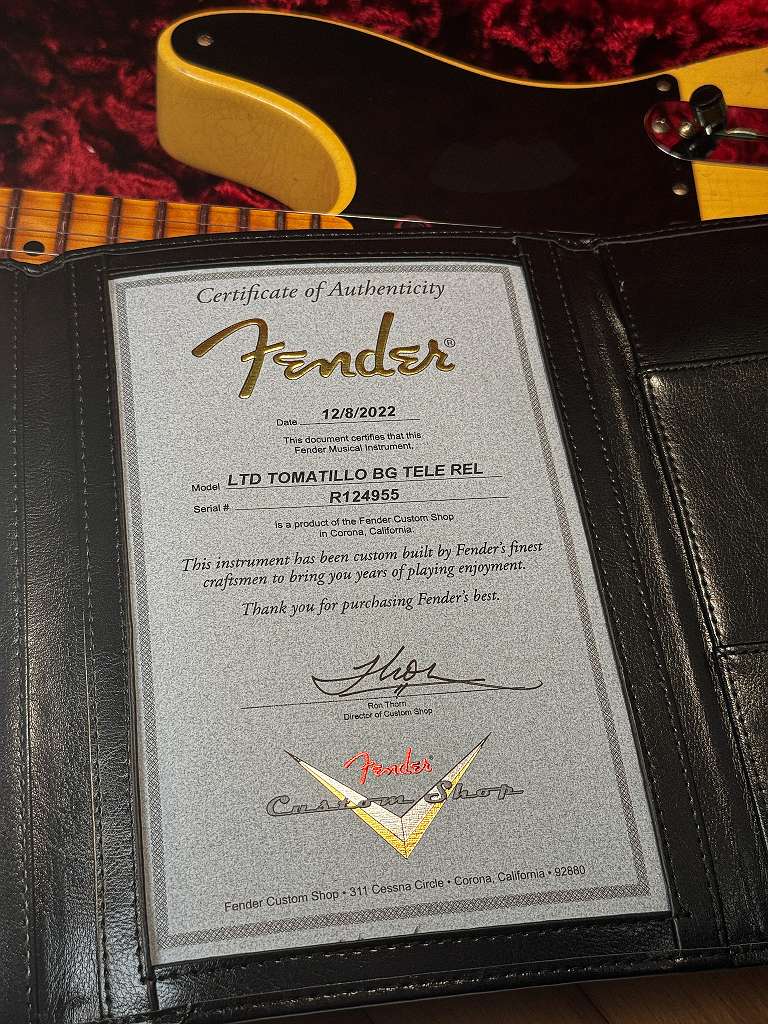 Certificate of Authenticity
Fender®
Date 12/8/2022
This document certifies that this
Fender Musical Instrument,
Model LTD TOMATILLO BG TELE REL
Serial # R124955
is a product of the Fender Custom Shop
in Corona, California.
This instrument has been custom built by Fender's finest
craftsmen to bring you years of playing enjoyment.
Thank you for purchasing Fender's best.
Ron Thorn
Director of Custom Shop
Fender®
Custom Shop
Fender Custom Shop • 311 Cessna Circle • Corona, California • 92880